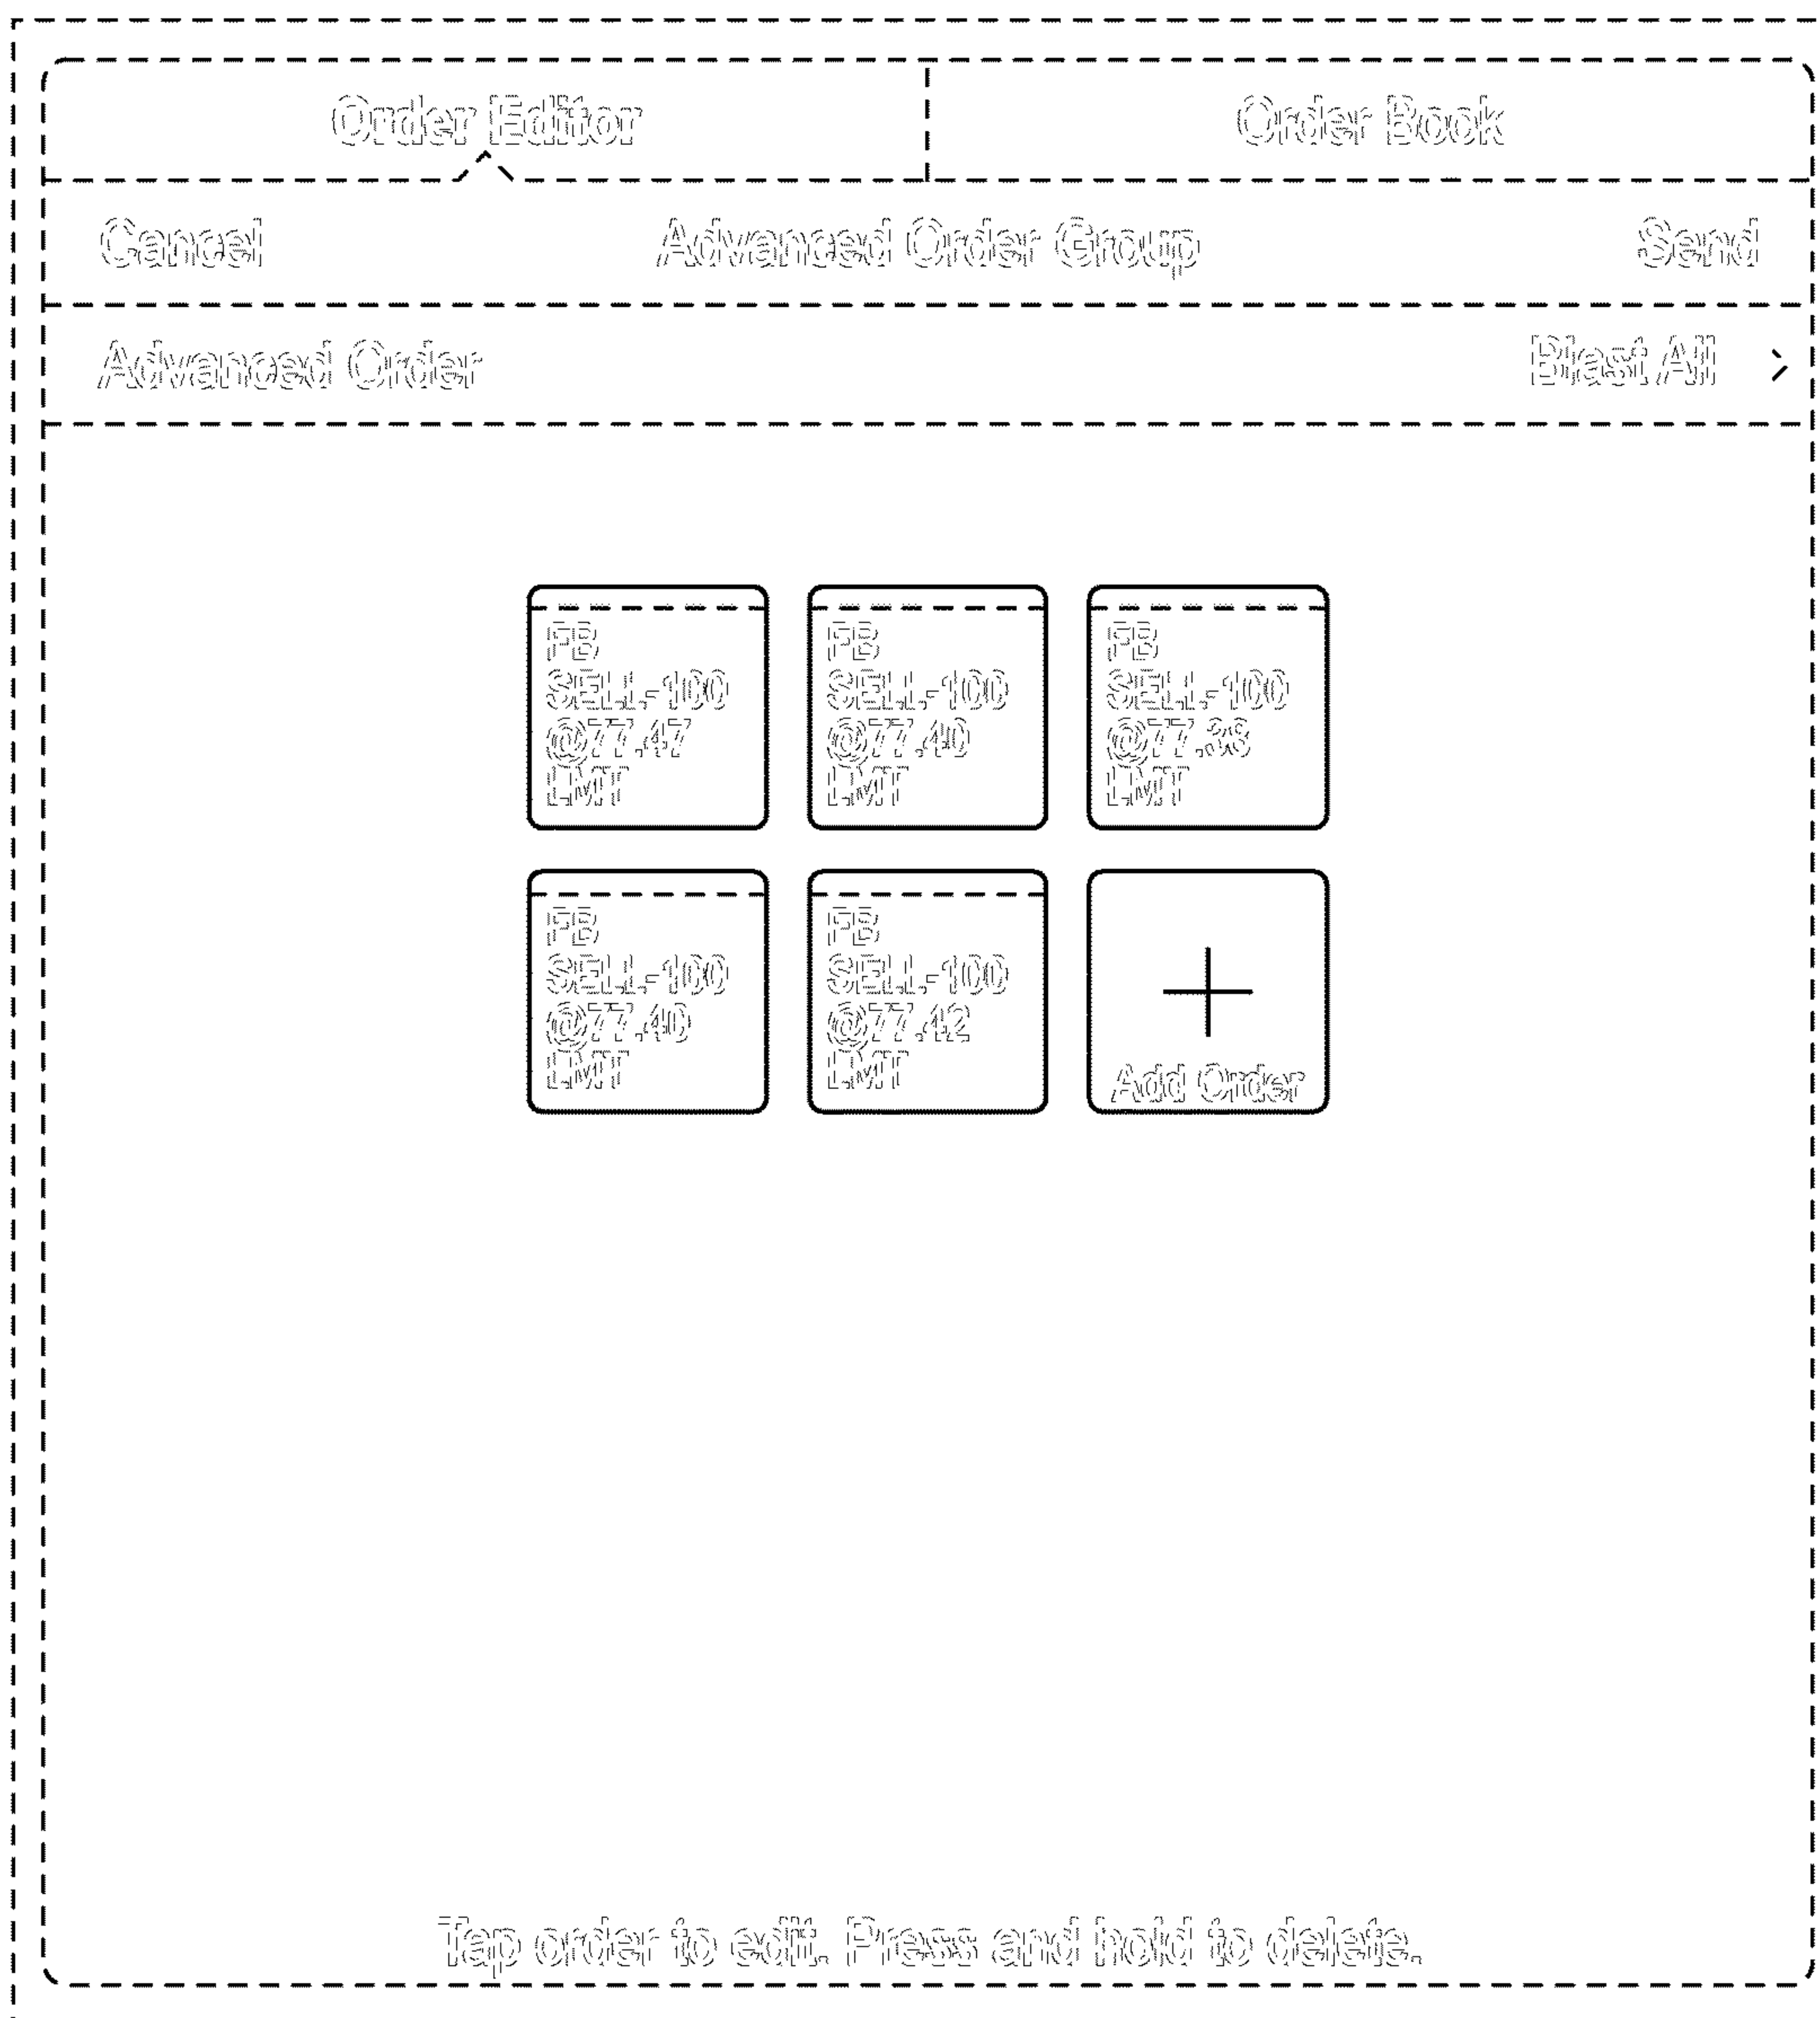 Order Editor Order Book
Cancel Advanced Order Group Send
Advanced Order Blast All >
FB FB FB
SELL-100 SELL-100 SELL-100
@77.47 @77.40 @77.38
LMT LMT LMT
FB FB
SELL-100 SELL-100
@77.40 @77.42
LMT LMT
Add Order
Tap order to edit. Press and hold to delete.